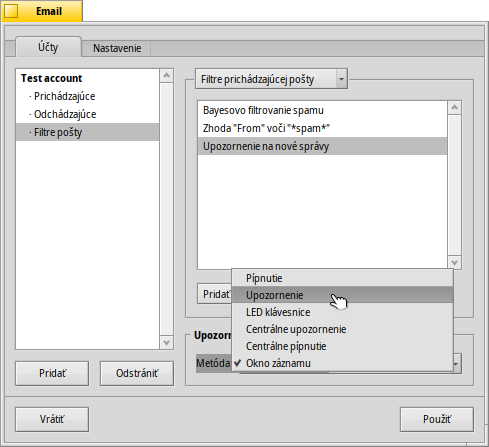 Email
Účty
Nastavenie
Test account
· Prichádzajúce
· Odchádzajúce
· Filtre pošty
Pridať
Odstrániť
Filtre prichádzajúcej pošty
Bayesovo filtrovanie spamu
Zhoda "From" voči "*spam*"
Upozornenie na nové správy
Pridať
Pípnutie
Upozornenie
LED klávesnice
Centrálne upozornenie
Centrálne pípnutie
✓ Okno záznamu
Upozor
Metóda
Vrátiť
Použiť